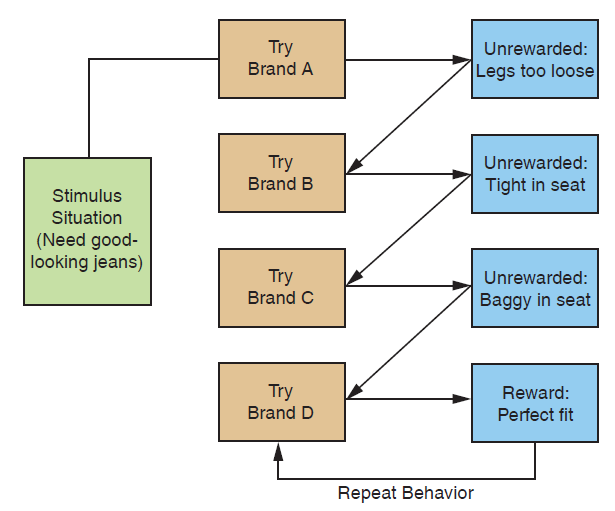 Try
Brand A
Unrewarded:
Legs too loose
Stimulus
Situation
(Need good-
looking jeans)
Try
Brand B
Unrewarded:
Tight in seat
Try
Brand C
Unrewarded:
Baggy in seat
Try
Brand D
Reward:
Perfect fit
Repeat Behavior